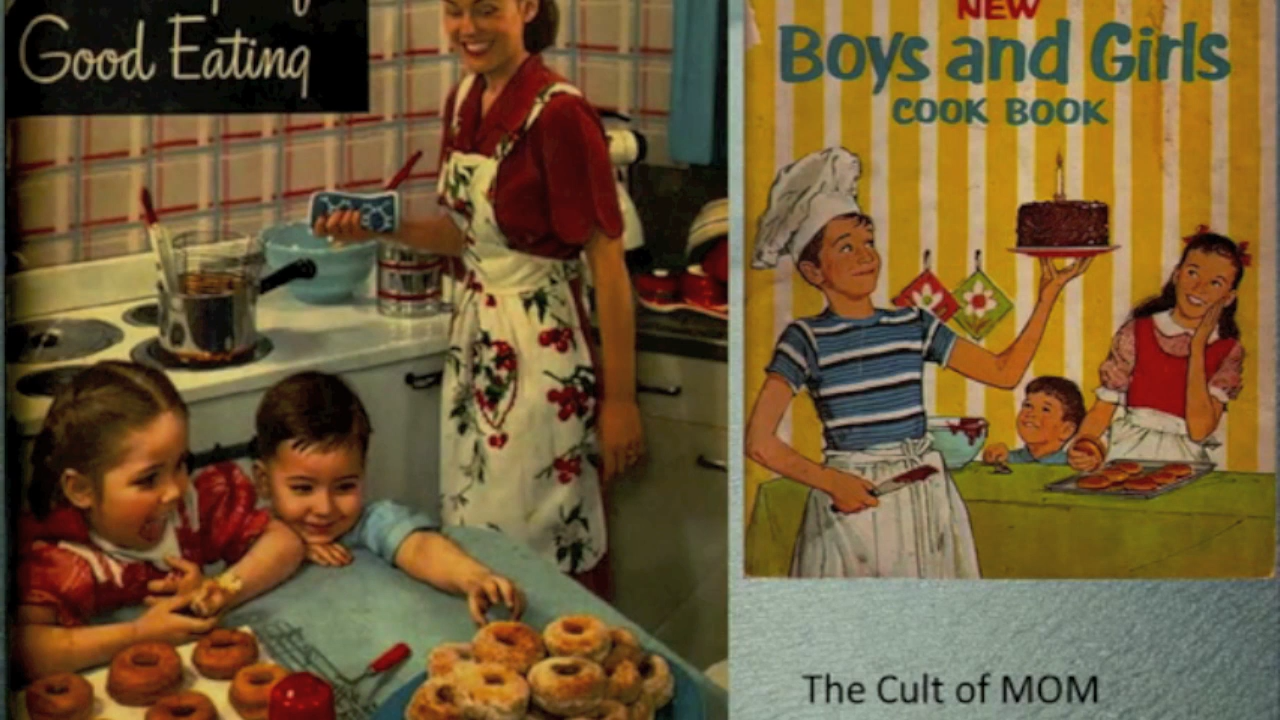 Good Eating
NEW
Boys and Girls
COOK BOOK
The Cult of MOM